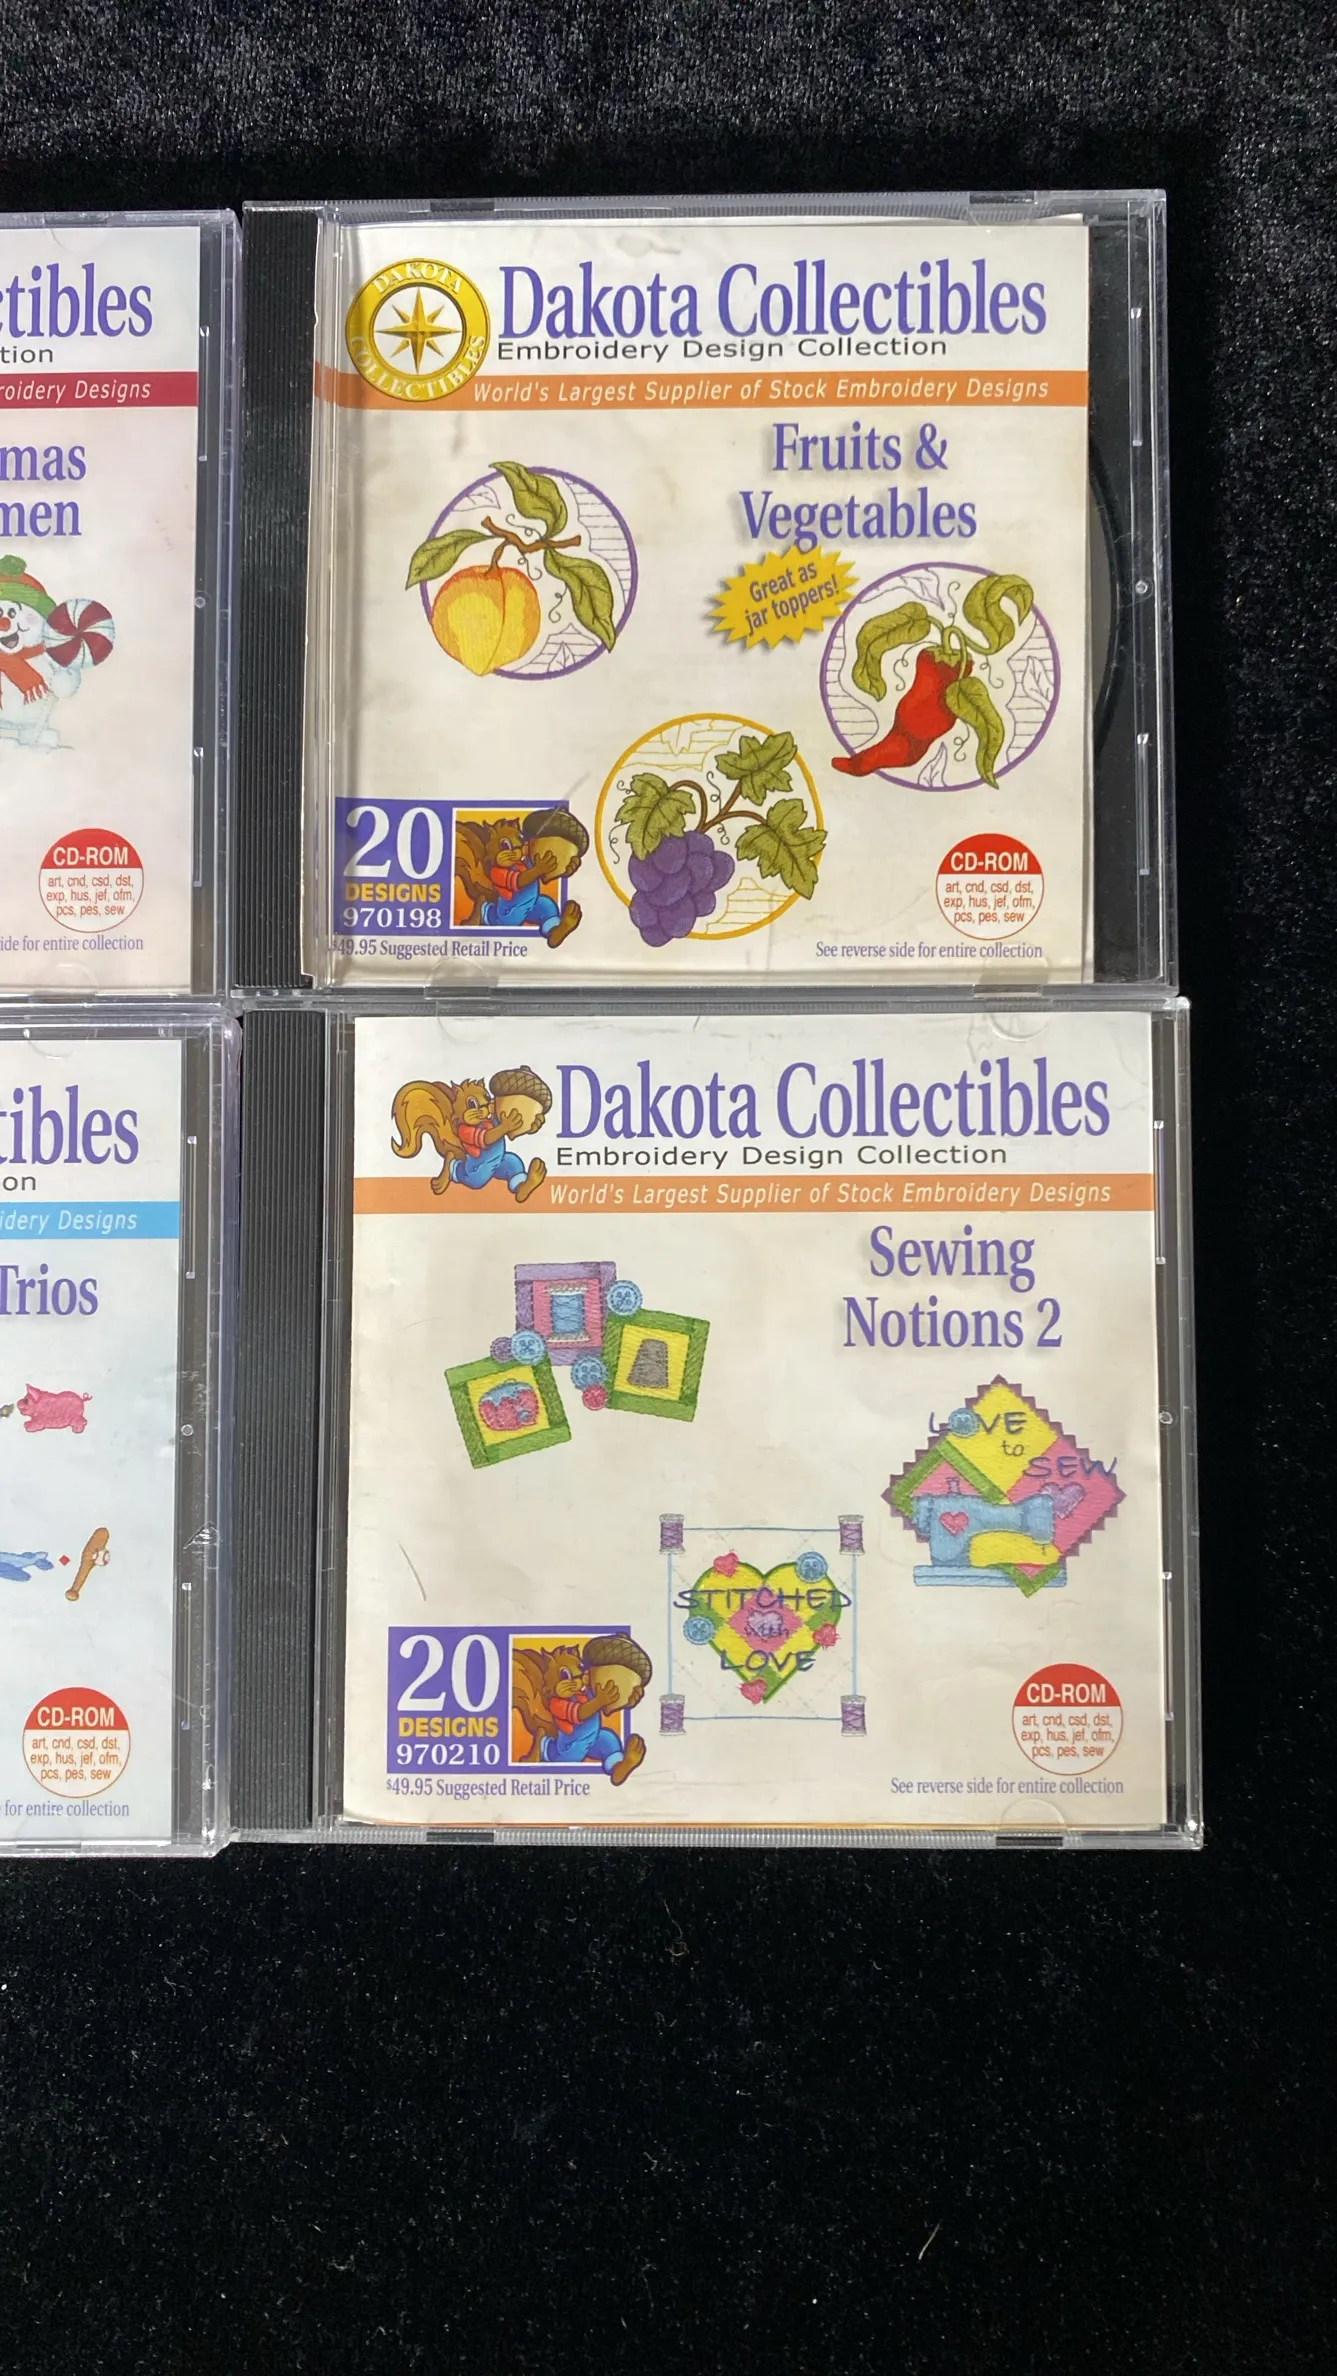 ctibles
tion
roidery Designs
mas
men
CD-ROM
art, cnd, csd, dst,
exp, hus, jef, ofm,
pcs, pes, sew
ide for entire collection
DAKOTA
COLLECTIBLES
Dakota Collectibles
Embroidery Design Collection
World's Largest Supplier of Stock Embroidery Designs
Fruits &
Vegetables
Great as
jar toppers!
20
DESIGNS
970198
$49.95 Suggested Retail Price
CD-ROM
art, cnd, csd, dst,
exp, hus, jef, ofm,
pcs, pes, sew
See reverse side for entire collection
tibles
on
idery Designs
Trios
CD-ROM
art, cnd, csd, dst,
exp, hus, jef, ofm,
pcs, pes, sew
for entire collection
Dakota Collectibles
Embroidery Design Collection
World's Largest Supplier of Stock Embroidery Designs
Sewing
Notions 2
LOVE
to
SEW
STITCHED
with
LOVE
20
DESIGNS
970210
$49.95 Suggested Retail Price
CD-ROM
art, cnd, csd, dst,
exp, hus, jef, ofm,
pcs, pes, sew
See reverse side for entire collection